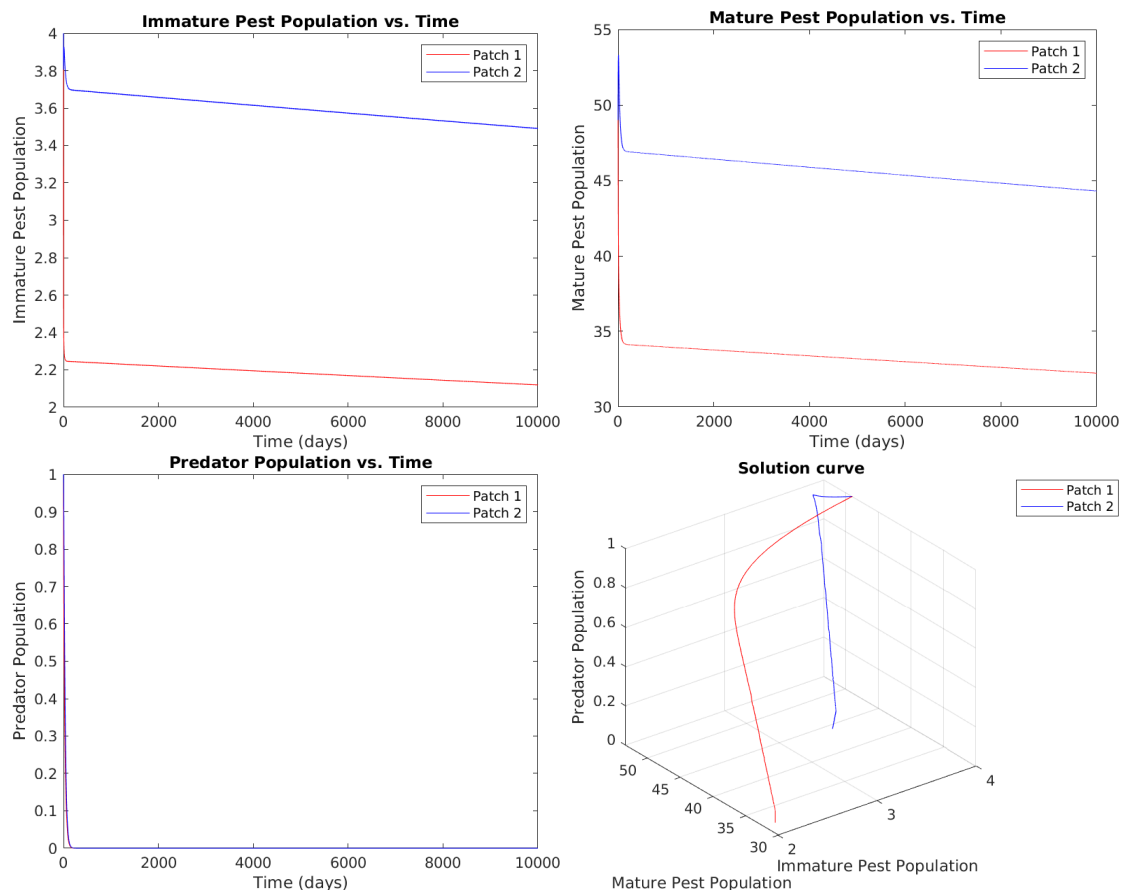 Immature Pest Population vs. Time
Immature Pest Population
4
3.8
3.6
3.4
3.2
3
2.8
2.6
2.4
2.2
2
0
2000
4000
6000
8000
10000
Time (days)
Patch 1
Patch 2
Mature Pest Population vs. Time
Mature Pest Population
55
50
45
40
35
30
0
2000
4000
6000
8000
10000
Time (days)
Patch 1
Patch 2
Predator Population vs. Time
Predator Population
1
0.9
0.8
0.7
0.6
0.5
0.4
0.3
0.2
0.1
0
0
2000
4000
6000
8000
10000
Time (days)
Patch 1
Patch 2
Solution curve
Predator Population
1
0.8
0.6
0.4
0.2
0
50
45
40
35
30
2
3
4
Immature Pest Population
Mature Pest Population
Patch 1
Patch 2